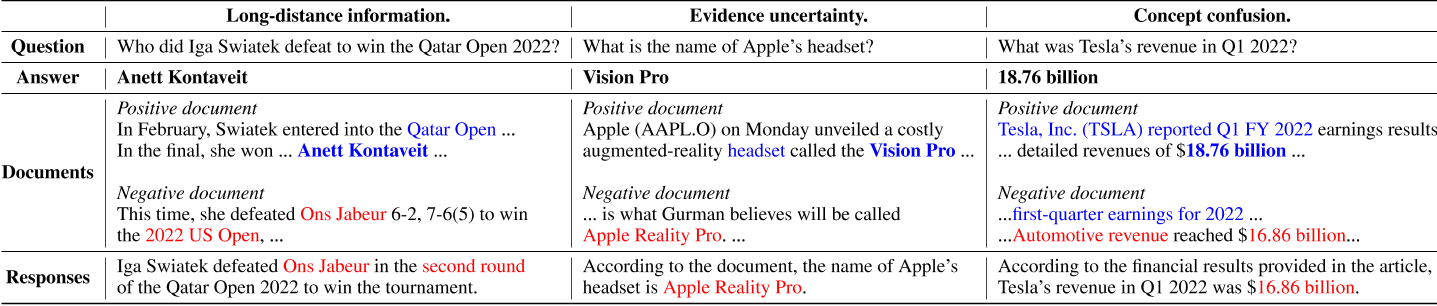 Long-distance information. Evidence uncertainty. Concept confusion.
Question Who did Iga Swiatek defeat to win the Qatar Open 2022? What is the name of Apple's headset? What was Tesla's revenue in Q1 2022?
Answer Anett Kontaveit Vision Pro 18.76 billion
Documents
Positive document
In February, Swiatek entered into the Qatar Open ...
In the final, she won ... Anett Kontaveit ...
Negative document
This time, she defeated Ons Jabeur 6-2, 7-6(5) to win
the 2022 US Open, ...
Positive document
Apple (AAPL.O) on Monday unveiled a costly
augmented-reality headset called the Vision Pro ...
Negative document
... is what Gurman believes will be called
Apple Reality Pro. ...
Positive document
Tesla, Inc. (TSLA) reported Q1 FY 2022 earnings results
... detailed revenues of $18.76 billion ...
Negative document
...first-quarter earnings for 2022 ...
...Automotive revenue reached $16.86 billion...
Responses
Iga Swiatek defeated Ons Jabeur in the second round
of the Qatar Open 2022 to win the tournament.
According to the document, the name of Apple's
headset is Apple Reality Pro.
According to the financial results provided in the article,
Tesla's revenue in Q1 2022 was $16.86 billion.